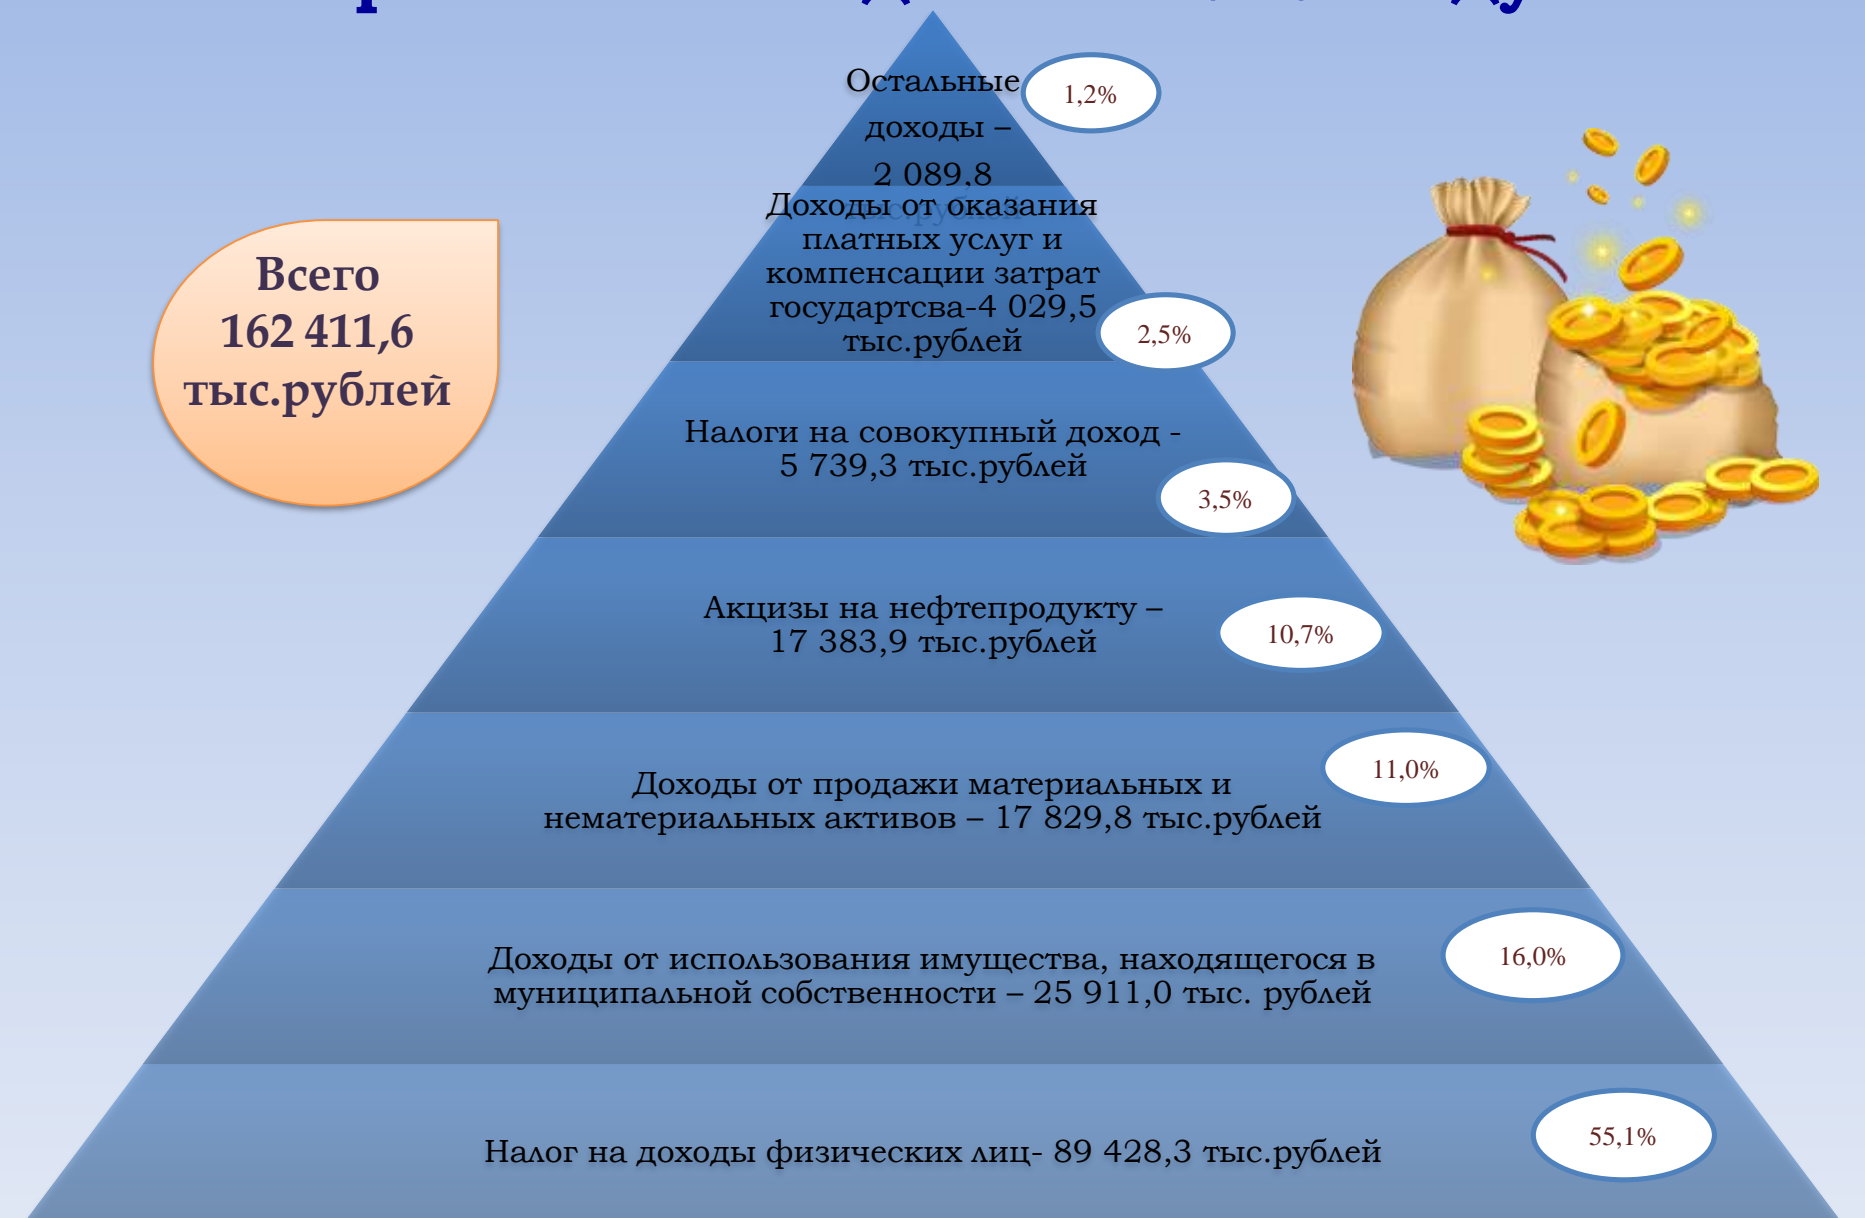 Остальные
доходы –
2 089,8
тыс.рублей
1,2%
Доходы от оказания
платных услуг и
компенсации затрат
государтсва-4 029,5
тыс.рублей
2,5%
Всего
162 411,6
тыс.рублей
Налоги на совокупный доход -
5 739,3 тыс.рублей
3,5%
Акцизы на нефтепродукту –
17 383,9 тыс.рублей
10,7%
Доходы от продажи материальных и
нематериальных активов – 17 829,8 тыс.рублей
11,0%
Доходы от использования имущества, находящегося в
муниципальной собственности – 25 911,0 тыс. рублей
16,0%
Налог на доходы физических лиц- 89 428,3 тыс.рублей
55,1%